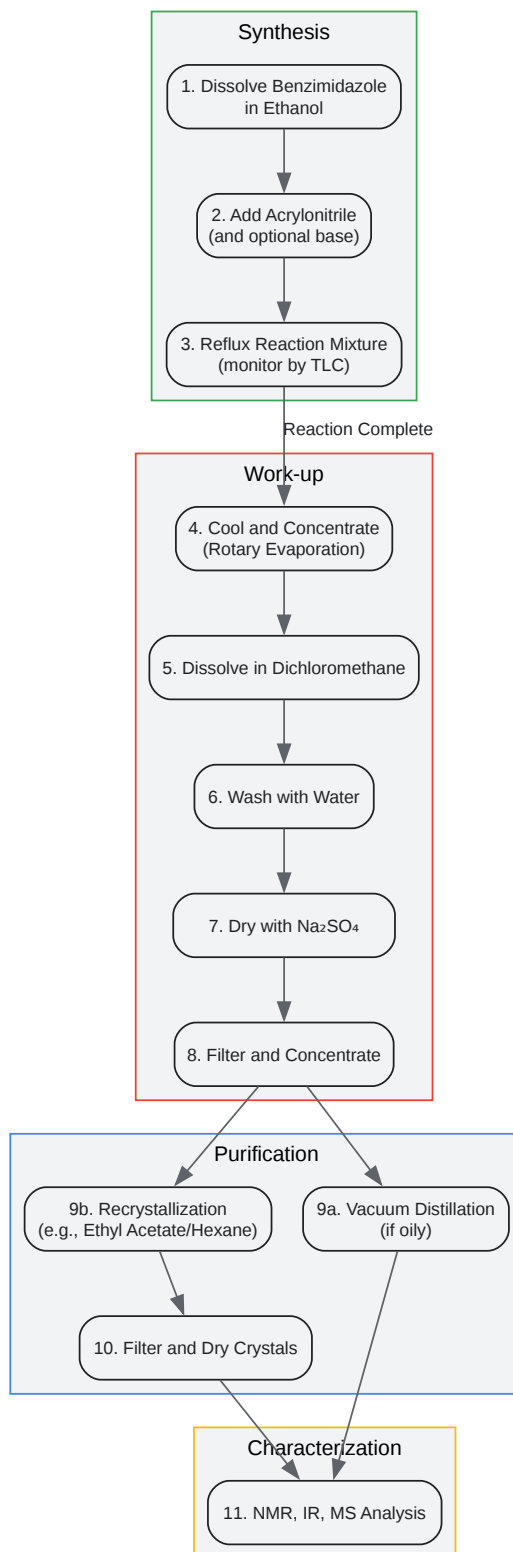 Synthesis
1. Dissolve Benzimidazole
in Ethanol
2. Add Acrylonitrile
(and optional base)
3. Reflux Reaction Mixture
(monitor by TLC)
Reaction Complete
Work-up
4. Cool and Concentrate
(Rotary Evaporation)
5. Dissolve in Dichloromethane
6. Wash with Water
7. Dry with Na₂SO₄
8. Filter and Concentrate
Purification
9b. Recrystallization
(e.g., Ethyl Acetate/Hexane)
9a. Vacuum Distillation
(if oily)
10. Filter and Dry Crystals
Characterization
11. NMR, IR, MS Analysis